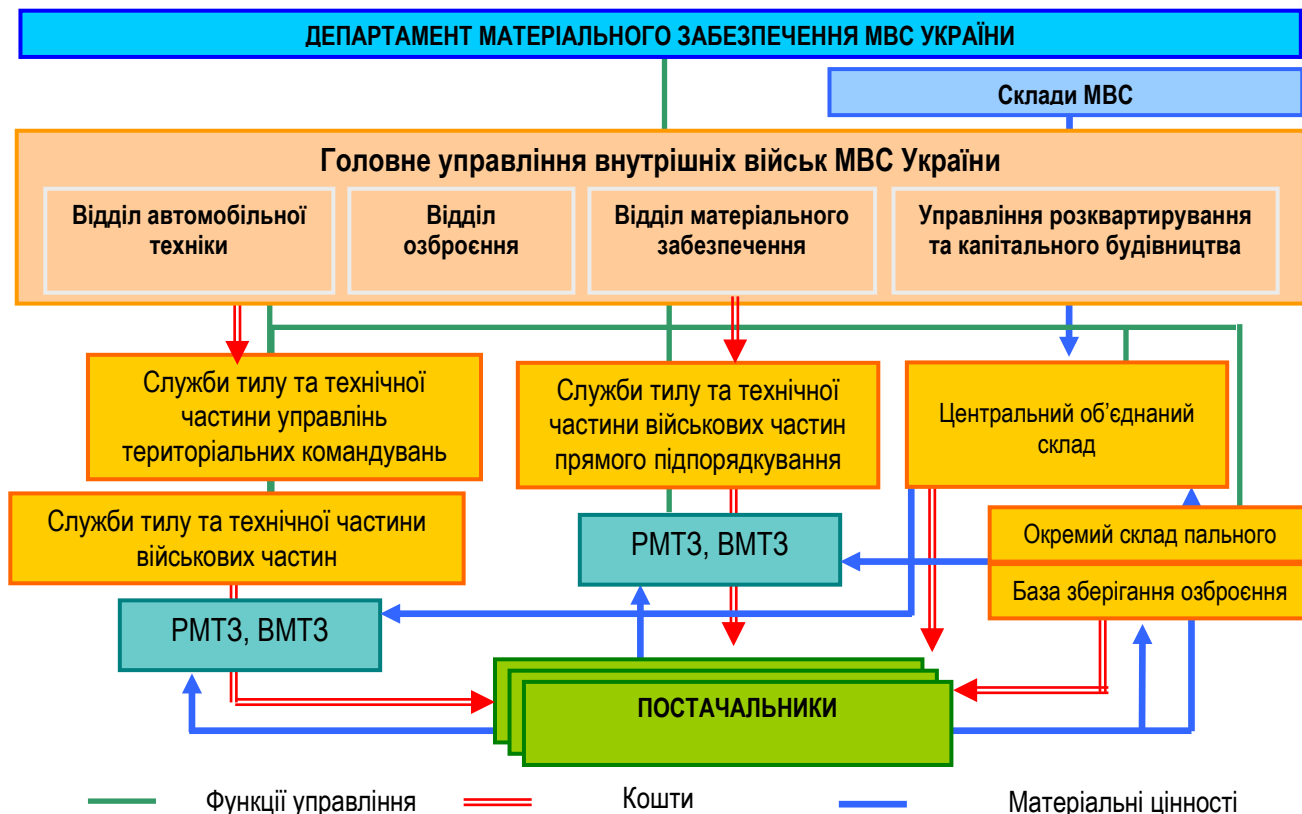 ДЕПАРТАМЕНТ МАТЕРІАЛЬНОГО ЗАБЕЗПЕЧЕННЯ МВС УКРАЇНИ
Склади МВС
Головне управління внутрішніх військ МВС України
Відділ автомобільної
техніки
Відділ
озброєння
Відділ матеріального
забезпечення
Управління розквартирування
та капітального будівництва
Служби тилу та технічної
частини управлінь
територіальних командувань
Служби тилу та технічної
частини військових частин
прямого підпорядкування
Центральний об’єднаний
склад
Служби тилу та технічної частини
військових частин
РМТЗ, ВМТЗ
Окремий склад пального
База зберігання озброєння
РМТЗ, ВМТЗ
ПОСТАЧАЛЬНИКИ
Функції управління
Кошти
Матеріальні цінності